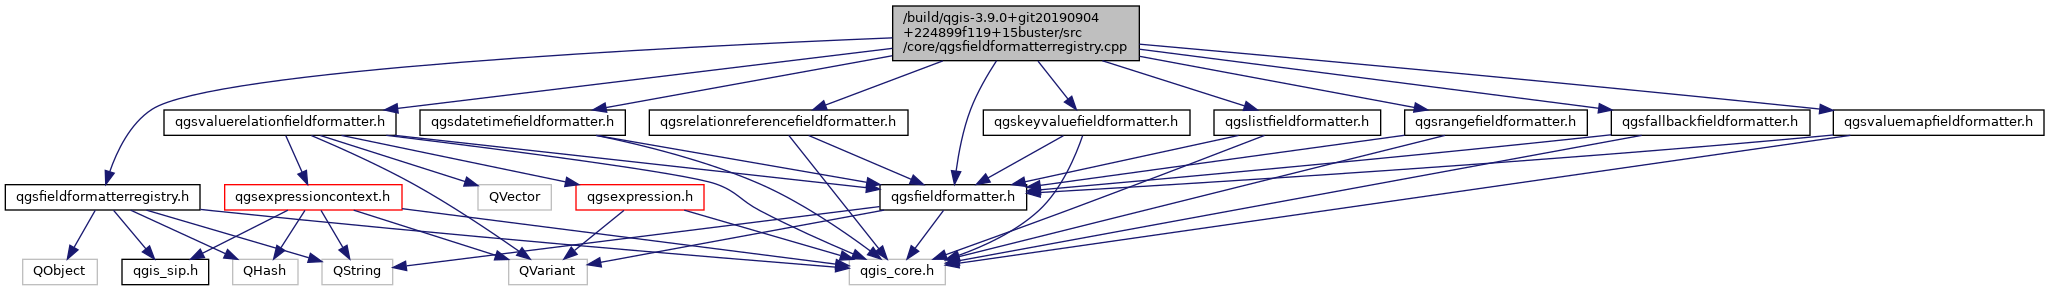 /build/qgis-3.9.0+git20190904
+224899f119+15buster/src
/core/qgsfieldformatterregistry.cpp
qgsvaluerelationfieldformatter.h
qgsdatetimefieldformatter.h
qgsrelationreferencefieldformatter.h
qgskeyvaluefieldformatter.h
qgslistfieldformatter.h
qgsrangefieldformatter.h
qgsfallbackfieldformatter.h
qgsvaluemapfieldformatter.h
qgsfieldformatterregistry.h
qgsexpressioncontext.h
QVector
qgsexpression.h
qgsfieldformatter.h
QObject
qgis_sip.h
QHash
QString
QVariant
qgis_core.h